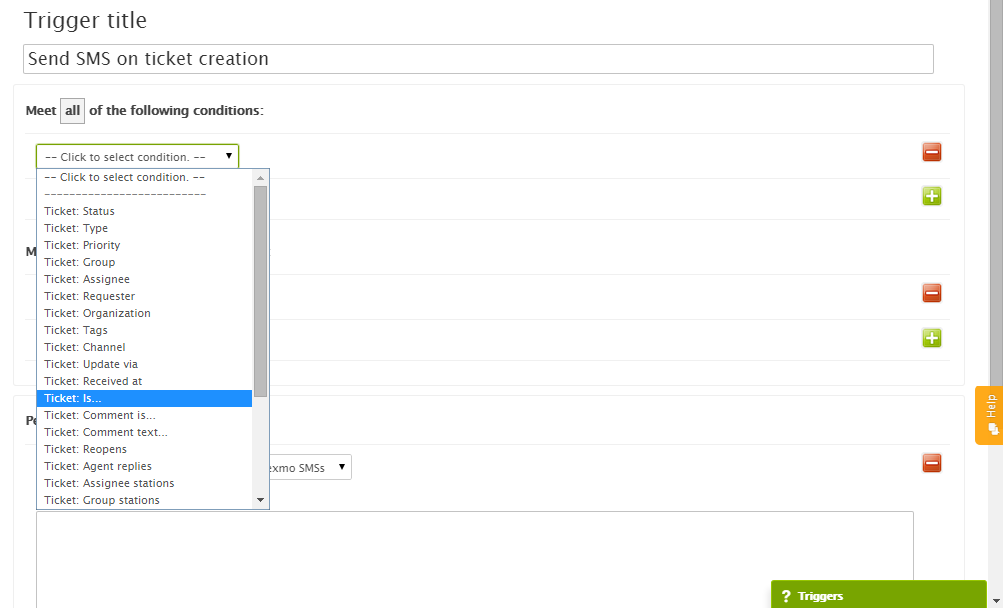 Trigger title
Send SMS on ticket creation
Meet all of the following conditions:
-- Click to select condition. --
-- Click to select condition. --
--------------------------
Ticket: Status
Ticket: Type
Ticket: Priority
Ticket: Group
Ticket: Assignee
Ticket: Requester
Ticket: Organization
Ticket: Tags
Ticket: Channel
Ticket: Update via
Ticket: Received at
Ticket: Is...
Ticket: Comment is...
Ticket: Comment text...
Ticket: Reopens
Ticket: Agent replies
Ticket: Assignee stations
Ticket: Group stations
exmo SMSs
Help
? Triggers